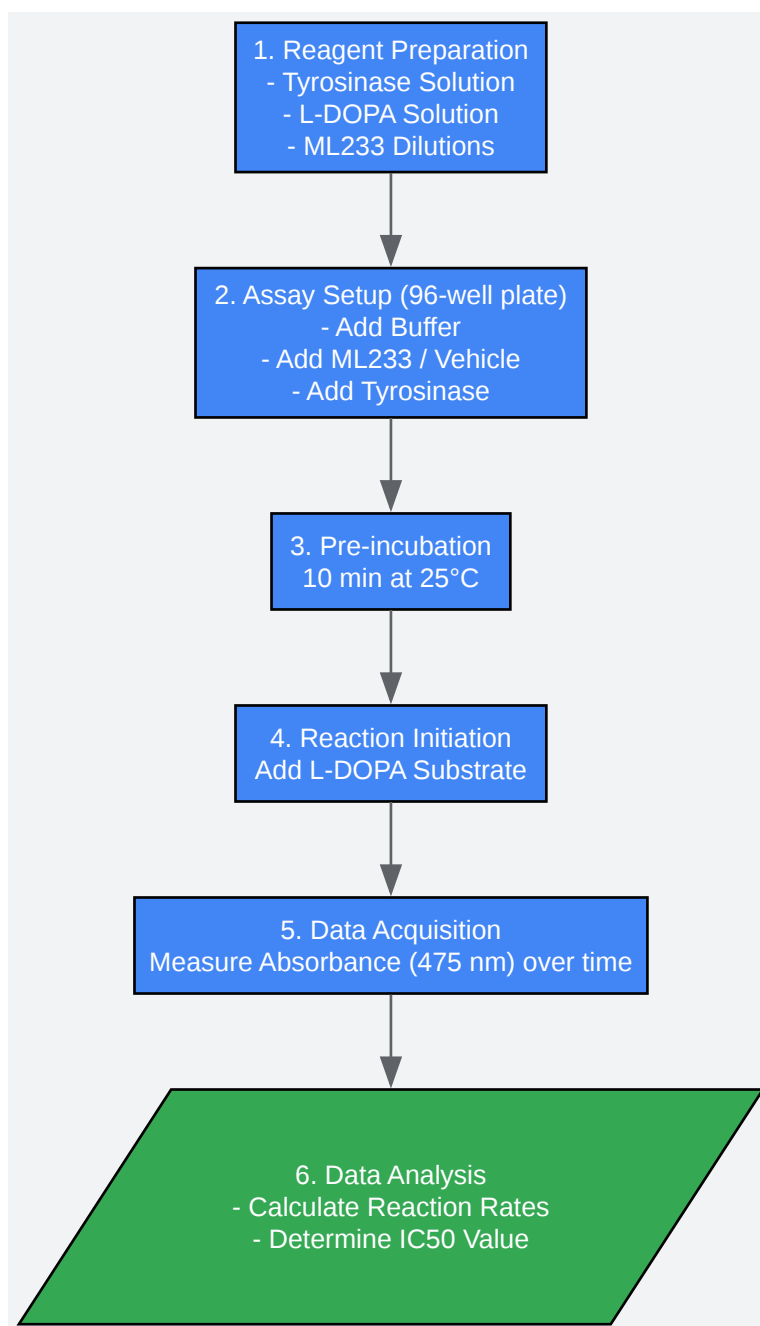 1. Reagent Preparation
- Tyrosinase Solution
- L-DOPA Solution
- ML233 Dilutions
2. Assay Setup (96-well plate)
- Add Buffer
- Add ML233 / Vehicle
- Add Tyrosinase
3. Pre-incubation
10 min at 25°C
4. Reaction Initiation
Add L-DOPA Substrate
5. Data Acquisition
Measure Absorbance (475 nm) over time
6. Data Analysis
- Calculate Reaction Rates
- Determine IC50 Value